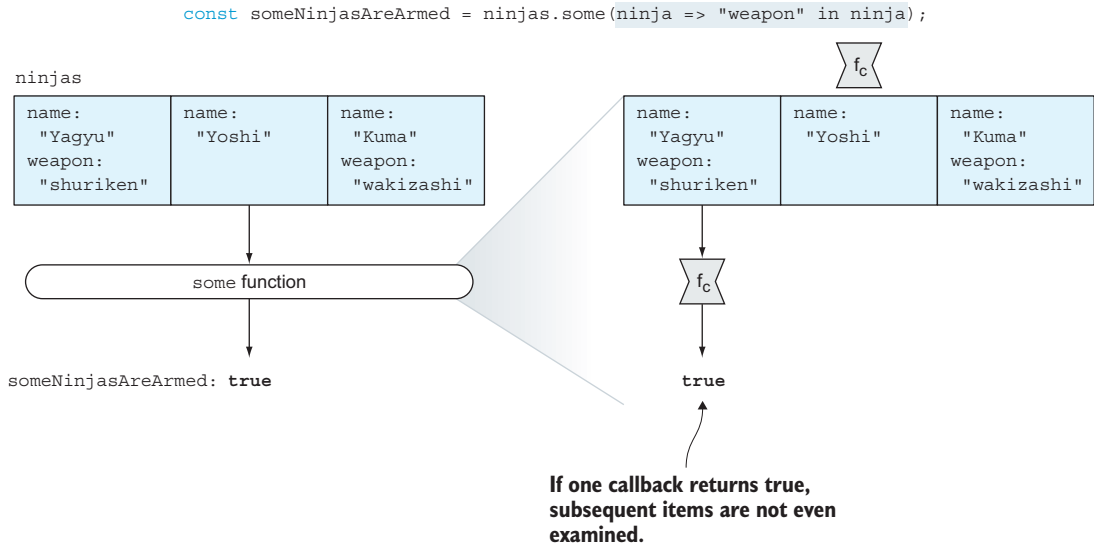 const someNinjasAreArmed = ninjas.some(ninja => "weapon" in ninja);
fc
ninjas
name:
"Yagyu"
weapon:
"shuriken"
name:
"Yoshi"
name:
"Kuma"
weapon:
"wakizashi"
some function
someNinjasAreArmed: true
name:
"Yagyu"
weapon:
"shuriken"
name:
"Yoshi"
name:
"Kuma"
weapon:
"wakizashi"
fc
true
If one callback returns true,
subsequent items are not even
examined.